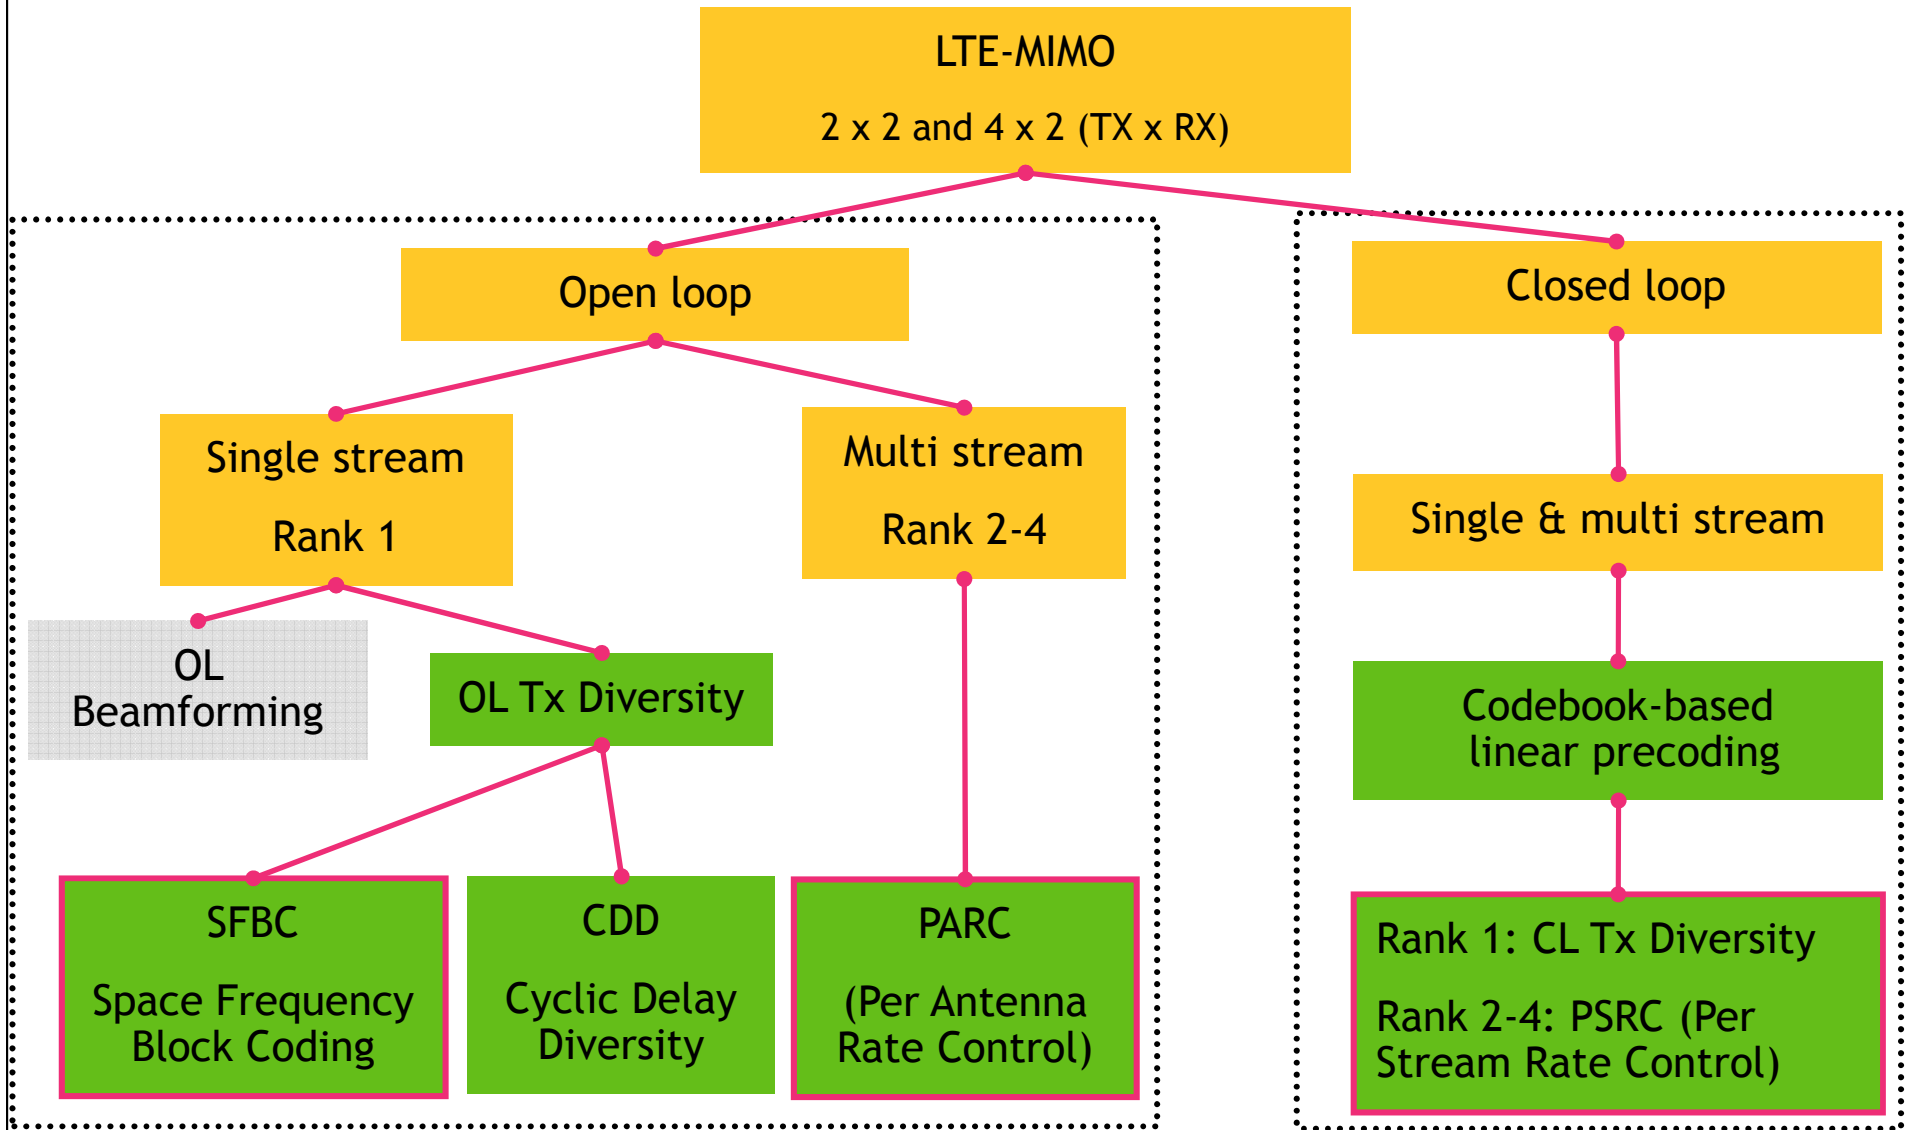 LTE-MIMO
2 x 2 and 4 x 2 (TX x RX)
Open loop
Closed loop
Single stream
Rank 1
Multi stream
Rank 2-4
Single & multi stream
OL
Beamforming
OL Tx Diversity
Codebook-based
linear precoding
SFBC
Space Frequency
Block Coding
CDD
Cyclic Delay
Diversity
PARC
(Per Antenna
Rate Control)
Rank 1: CL Tx Diversity
Rank 2-4: PSRC (Per
Stream Rate Control)